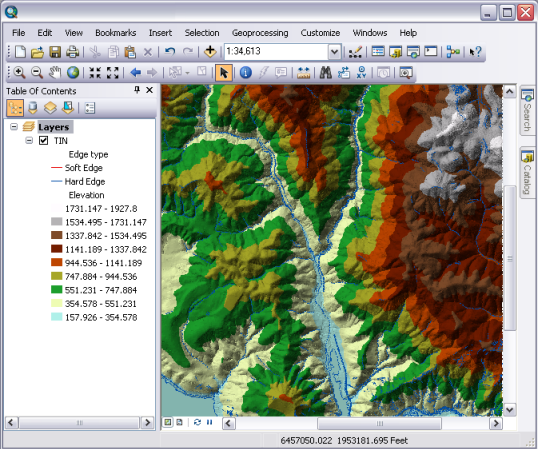 File Edit View Bookmarks Insert Selection Geoprocessing Customize Windows Help
1:34,613
Table Of Contents
Layers
TIN
Edge type
Soft Edge
Hard Edge
Elevation
1731.147 - 1927.8
1534.495 - 1731.147
1337.842 - 1534.495
1141.189 - 1337.842
944.536 - 1141.189
747.884 - 944.536
551.231 - 747.884
354.578 - 551.231
157.926 - 354.578
Search
Catalog
6457050.022 1953181.695 Feet